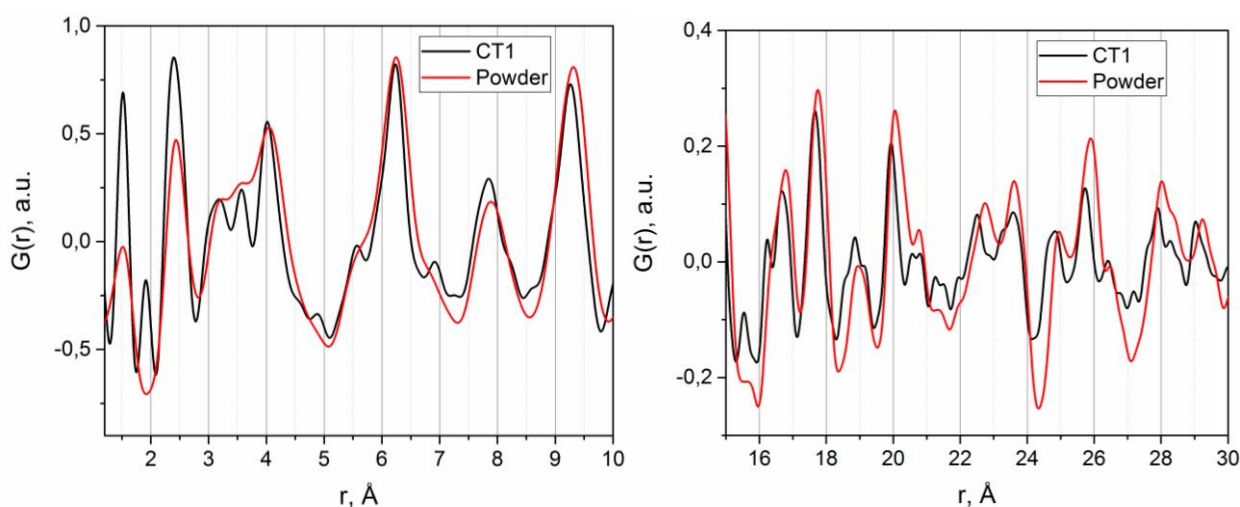 1,0
0,5
0,0
-0,5
G(r), a.u.
CT1
Powder
2 3 4 5 6 7 8 9 10
r, Å
0,4
0,2
0,0
-0,2
G(r), a.u.
CT1
Powder
16 18 20 22 24 26 28 30
r, Å